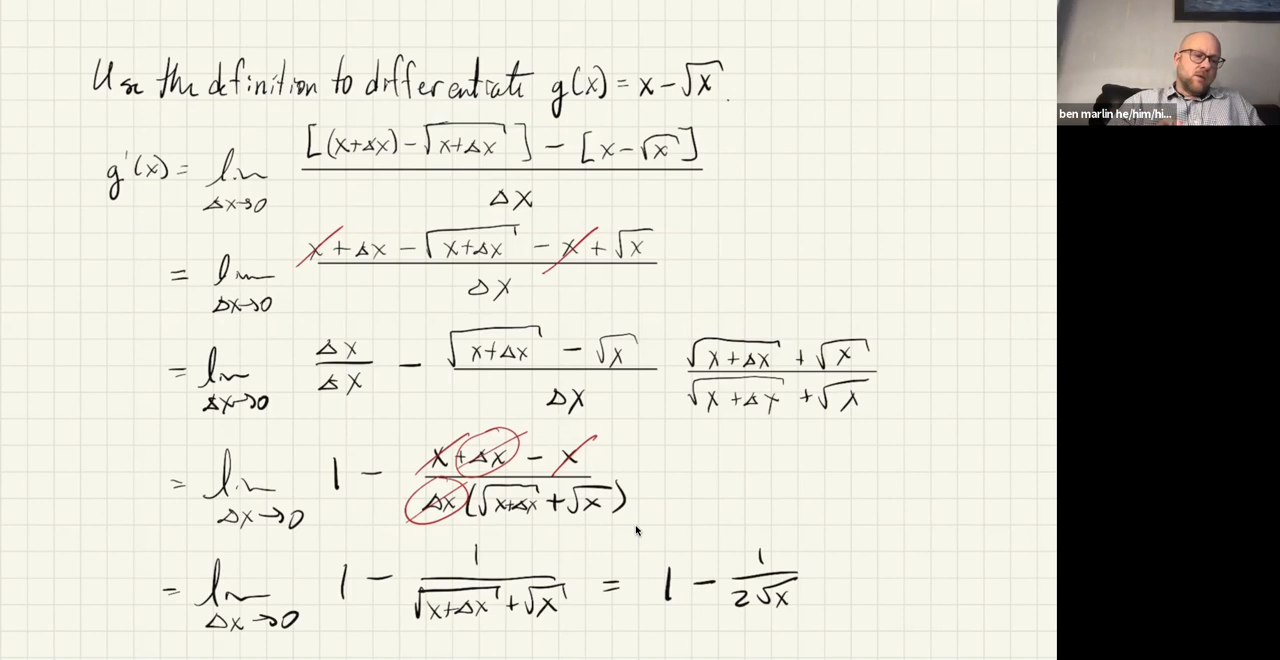 Use the definition to differentiate g(x) = x - √x.
g'(x) = lim Δx→0 [(x+Δx) - √(x+Δx)] - [x - √x] / Δx
= lim Δx→0 x + Δx - √(x+Δx) - x + √x / Δx
= lim Δx→0 Δx/Δx - (√(x+Δx) - √x)/Δx (√(x+Δx) + √x)/(√(x+Δx) + √x)
= lim Δx→0 1 - (x + Δx - x)/(Δx(√(x+Δx) + √x))
= lim Δx→0 1 - 1/(√(x+Δx) + √x) = 1 - 1/(2√x)
ben marlin he/him/hi...